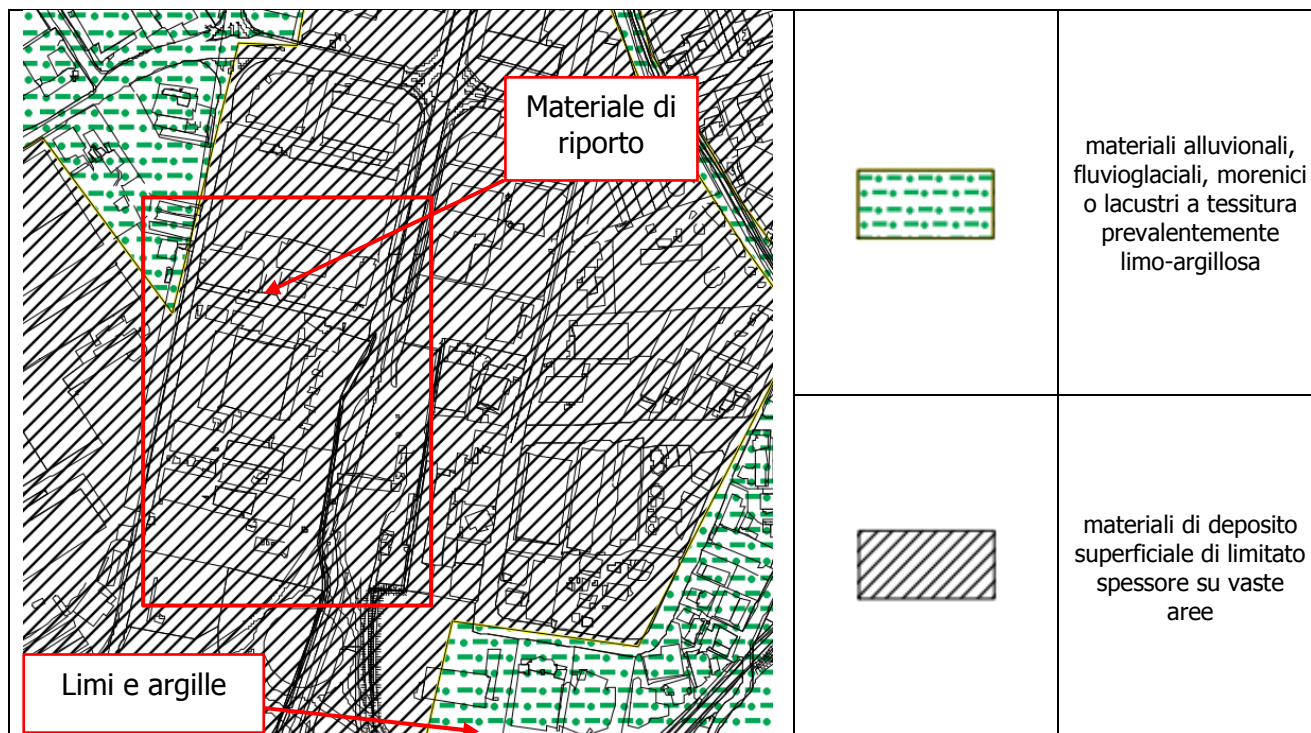 Materiale di
riporto
Limi e argille
materiali alluvionali,
fluvioglaciali, morenici
o lacustri a tessitura
prevalentemente
limo-argillosa
materiali di deposito
superficiale di limitato
spessore su vaste
aree